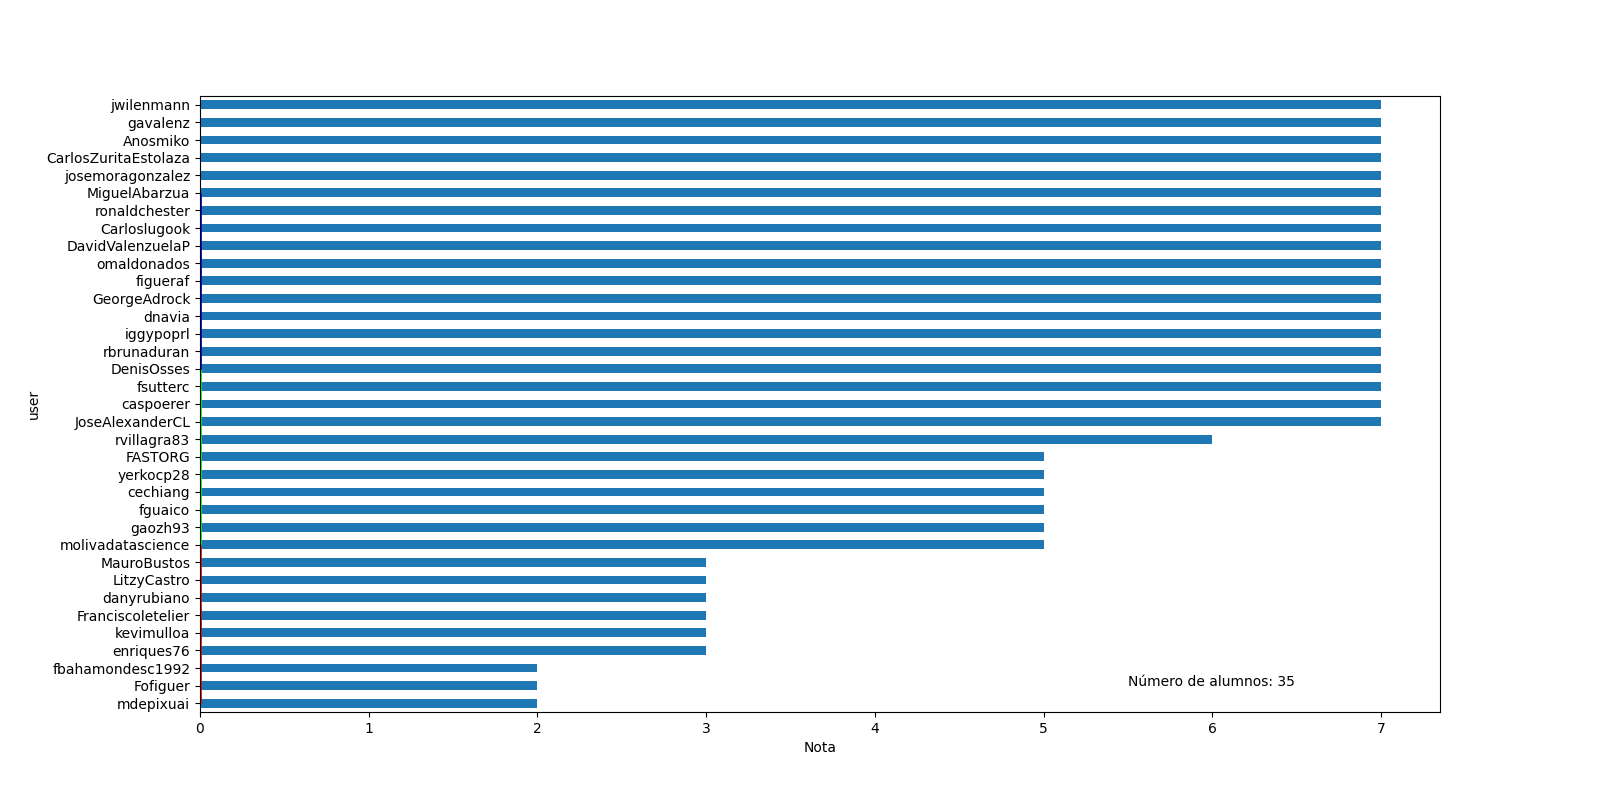 jwilenmann
gavalenz
Anosmiko
CarlosZuritaEstolaza
josemoragonzalez
MiguelAbarzua
ronaldchester
Carloslugook
DavidValenzuelaP
omaldonados
figueraf
GeorgeAdrock
dnavia
iggypoprl
rbrunaduran
DenisOsses
fsutterc
caspoerer
JoseAlexanderCL
rvillagra83
FASTORG
yerkocp28
cechiang
fguaico
gaozh93
molivadatascience
MauroBustos
LitzyCastro
danyrubiano
Franciscoletelier
kevimulloa
enriques76
fbahamondesc1992
Fofiguer
mdepixuai
user
Número de alumnos: 35
0 1 2 3 4 5 6 7
Nota